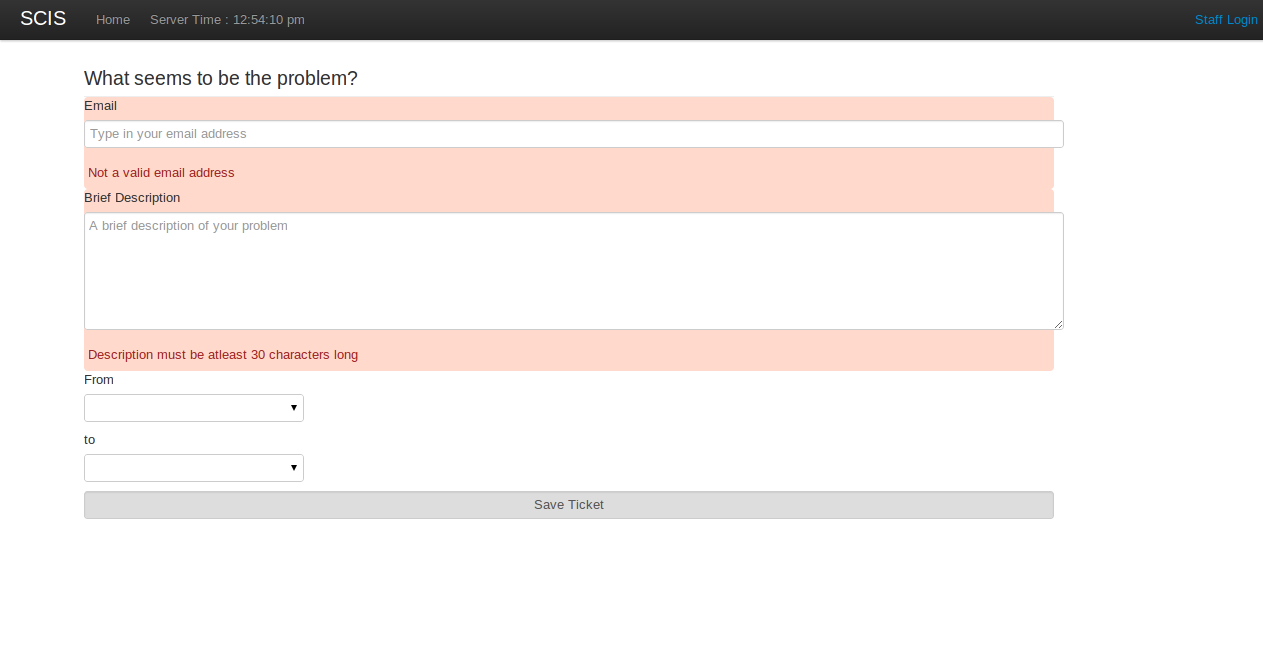 SCIS Home Server Time : 12:54:10 pm Staff Login
What seems to be the problem?
Email
Type in your email address
Not a valid email address
Brief Description
A brief description of your problem
Description must be atleast 30 characters long
From
to
Save Ticket